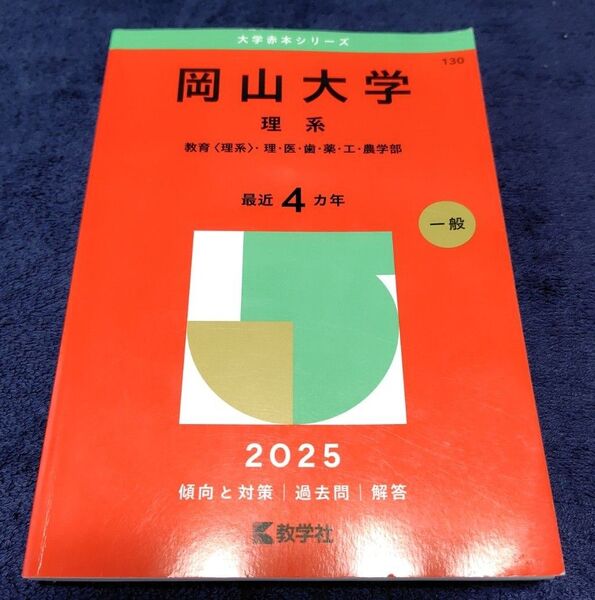 大学赤本シリーズ
130
岡山大学
理系
教育〈理系〉・理・医・歯・薬・工・農学部
最近4カ年
一般
2025
傾向と対策｜過去問｜解答
教学社